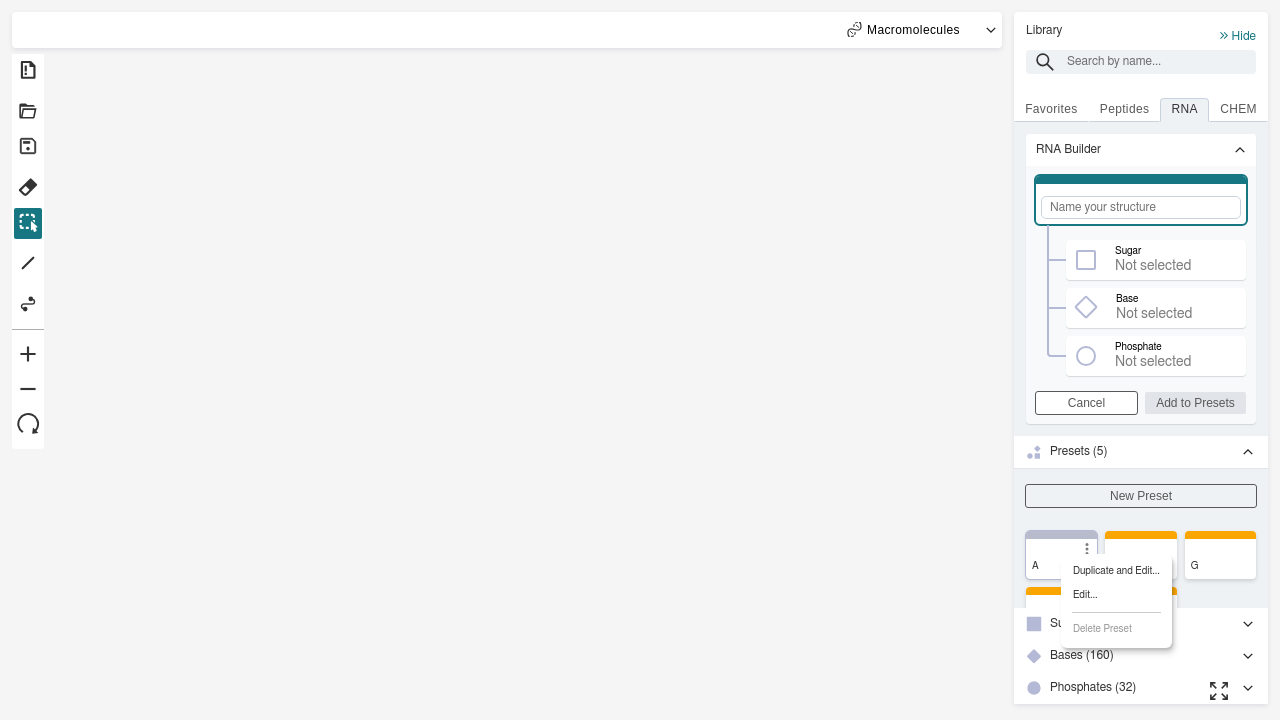 Macromolecules
Library
Hide
Search by name...
Favorites
Peptides
RNA
CHEM
RNA Builder
Name your structure
Sugar
Not selected
Base
Not selected
Phosphate
Not selected
Cancel
Add to Presets
Presets (5)
New Preset
A
G
Duplicate and Edit...
Edit...
Delete Preset
Bases (160)
Phosphates (32)